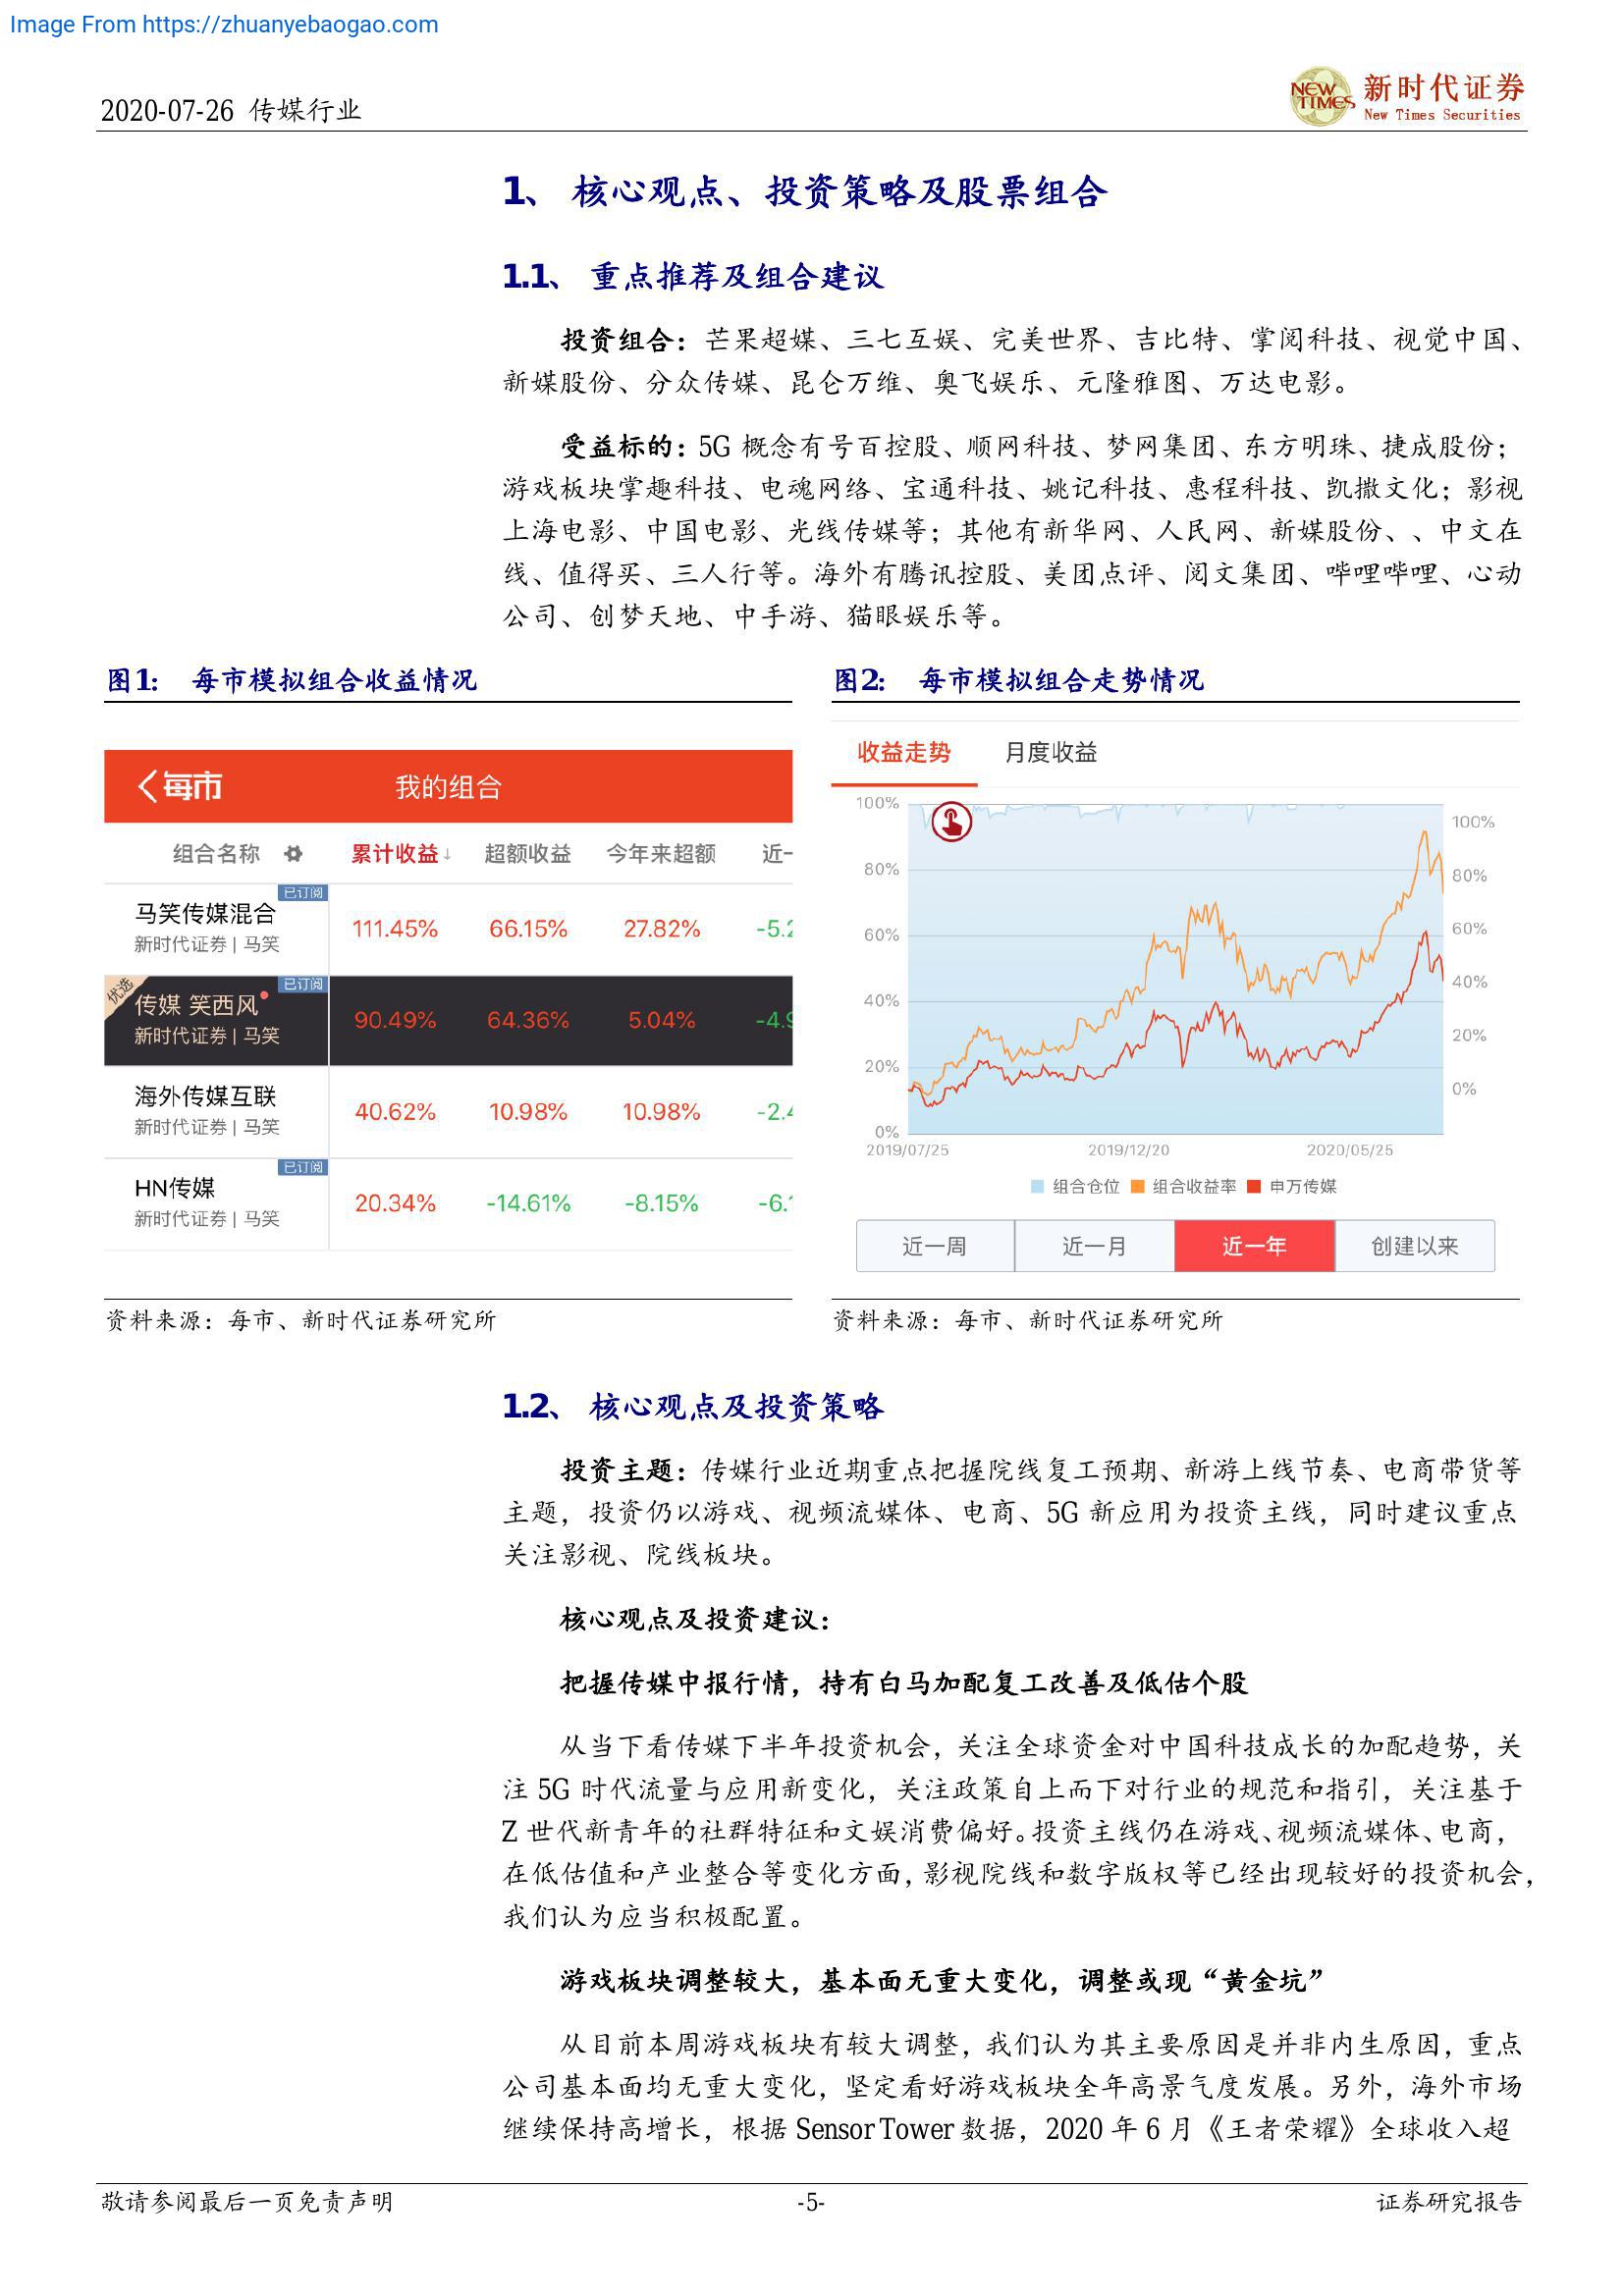 Image From https://zhuanyebaogao.com
2020-07-26 传媒行业
NEW TIMES
新时代证券
New Times Securities
1、 核心观点、投资策略及股票组合
1.1、 重点推荐及组合建议
投资组合：芒果超媒、三七互娱、完美世界、吉比特、掌阅科技、视觉中国、
新媒股份、分众传媒、昆仑万维、奥飞娱乐、元隆雅图、万达电影。
受益标的：5G 概念有号百控股、顺网科技、梦网集团、东方明珠、捷成股份；
游戏板块掌趣科技、电魂网络、宝通科技、姚记科技、惠程科技、凯撒文化；影视
上海电影、中国电影、光线传媒等；其他有新华网、人民网、新媒股份、、中文在
线、值得买、三人行等。海外有腾讯控股、美团点评、阅文集团、哔哩哔哩、心动
公司、创梦天地、中手游、猫眼娱乐等。
图1： 每市模拟组合收益情况
每市 我的组合
组合名称 累计收益↓ 超额收益 今年来超额 近一
已订阅
马笑传媒混合
新时代证券 | 马笑
111.45% 66.15% 27.82% -5.2
优选
已订阅
传媒 笑西风
新时代证券 | 马笑
90.49% 64.36% 5.04% -4.9
海外传媒互联
新时代证券 | 马笑
40.62% 10.98% 10.98% -2.4
已订阅
HN传媒
新时代证券 | 马笑
20.34% -14.61% -8.15% -6.1
资料来源：每市、新时代证券研究所
图2： 每市模拟组合走势情况
收益走势 月度收益
100%
80%
60%
40%
20%
0%
100%
80%
60%
40%
20%
0%
2019/07/25 2019/12/20 2020/05/25
组合仓位 组合收益率 申万传媒
近一周 近一月 近一年 创建以来
资料来源：每市、新时代证券研究所
1.2、 核心观点及投资策略
投资主题：传媒行业近期重点把握院线复工预期、新游上线节奏、电商带货等
主题，投资仍以游戏、视频流媒体、电商、5G 新应用为投资主线，同时建议重点
关注影视、院线板块。
核心观点及投资建议：
把握传媒中报行情，持有白马加配复工改善及低估个股
从当下看传媒下半年投资机会，关注全球资金对中国科技成长的加配趋势，关
注 5G 时代流量与应用新变化，关注政策自上而下对行业的规范和指引，关注基于
Z 世代新青年的社群特征和文娱消费偏好。投资主线仍在游戏、视频流媒体、电商，
在低估值和产业整合等变化方面，影视院线和数字版权等已经出现较好的投资机会，
我们认为应当积极配置。
游戏板块调整较大，基本面无重大变化，调整或现“黄金坑”
从目前本周游戏板块有较大调整，我们认为其主要原因是并非内生原因，重点
公司基本面均无重大变化，坚定看好游戏板块全年高景气度发展。另外，海外市场
继续保持高增长，根据 Sensor Tower 数据，2020 年 6 月《王者荣耀》全球收入超
敬请参阅最后一页免责声明 -5- 证券研究报告